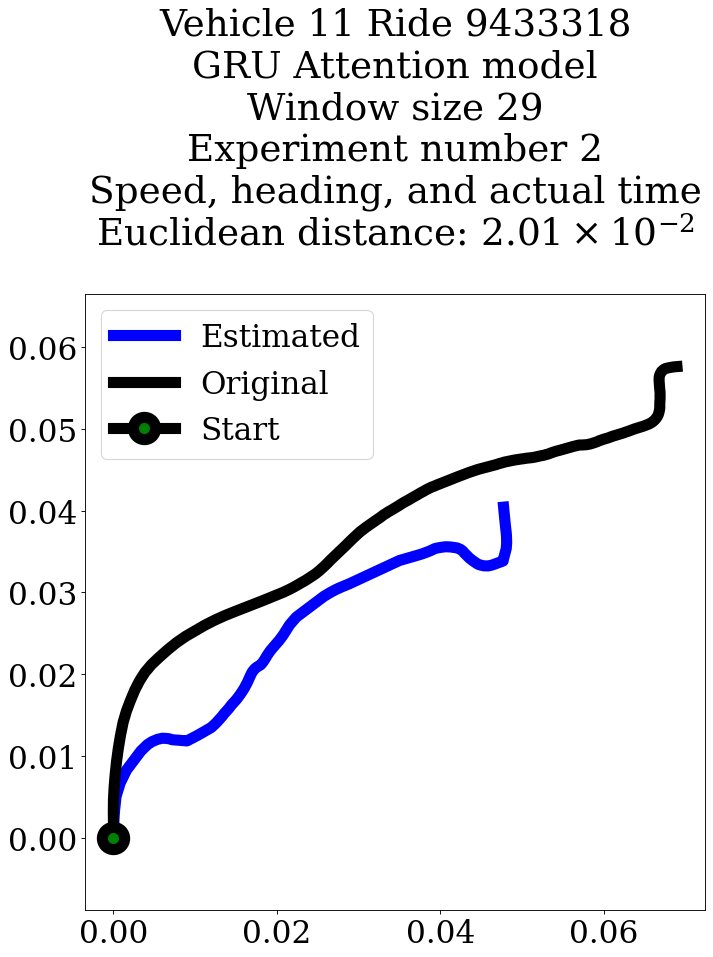 Vehicle 11 Ride 9433318
GRU Attention model
Window size 29
Experiment number 2
Speed, heading, and actual time
Euclidean distance: 2.01 × 10⁻²
Estimated
Original
Start
0.06
0.05
0.04
0.03
0.02
0.01
0.00
0.00 0.02 0.04 0.06